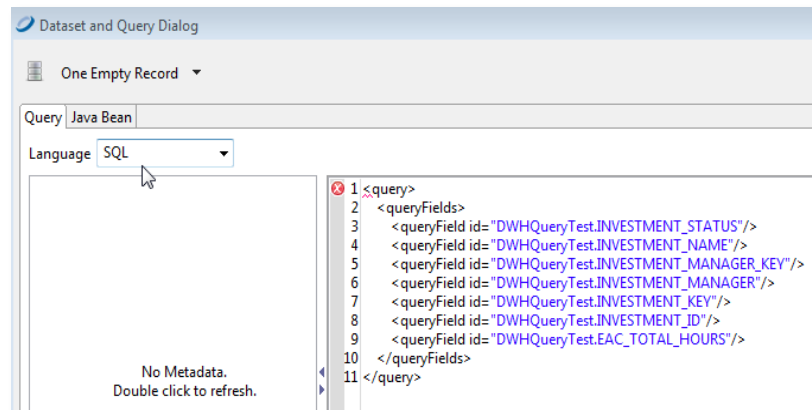 Dataset and Query Dialog
One Empty Record
Query Java Bean
Language SQL
1 <query>
2 <queryFields>
3 <queryField id="DWHQueryTest.INVESTMENT_STATUS"/>
4 <queryField id="DWHQueryTest.INVESTMENT_NAME"/>
5 <queryField id="DWHQueryTest.INVESTMENT_MANAGER_KEY"/>
6 <queryField id="DWHQueryTest.INVESTMENT_MANAGER"/>
7 <queryField id="DWHQueryTest.INVESTMENT_KEY"/>
8 <queryField id="DWHQueryTest.INVESTMENT_ID"/>
9 <queryField id="DWHQueryTest.EAC_TOTAL_HOURS"/>
10 </queryFields>
11 </query>
No Metadata.
Double click to refresh.